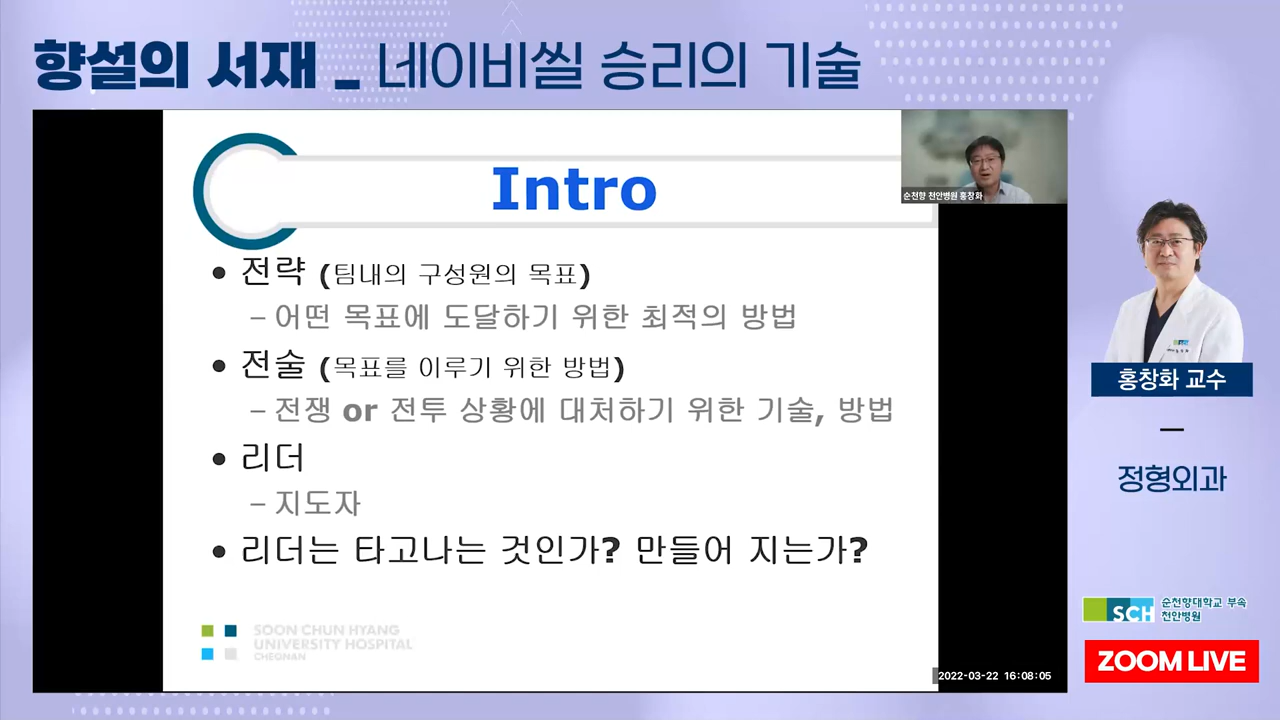 향설의 서재 _ 네이비씰 승리의 기술
Intro
순천향 천안병원 홍창화
• 전략 (팀내의 구성원의 목표)
– 어떤 목표에 도달하기 위한 최적의 방법
• 전술 (목표를 이루기 위한 방법)
– 전쟁 or 전투 상황에 대처하기 위한 기술, 방법
• 리더
– 지도자
• 리더는 타고나는 것인가? 만들어 지는가?
SOON CHUN HYANG
UNIVERSITY HOSPITAL
CHEONAN
2022-03-22 16:08:05
홍창화 교수
정형외과
SCH 순천향대학교 부속
천안병원
ZOOM LIVE